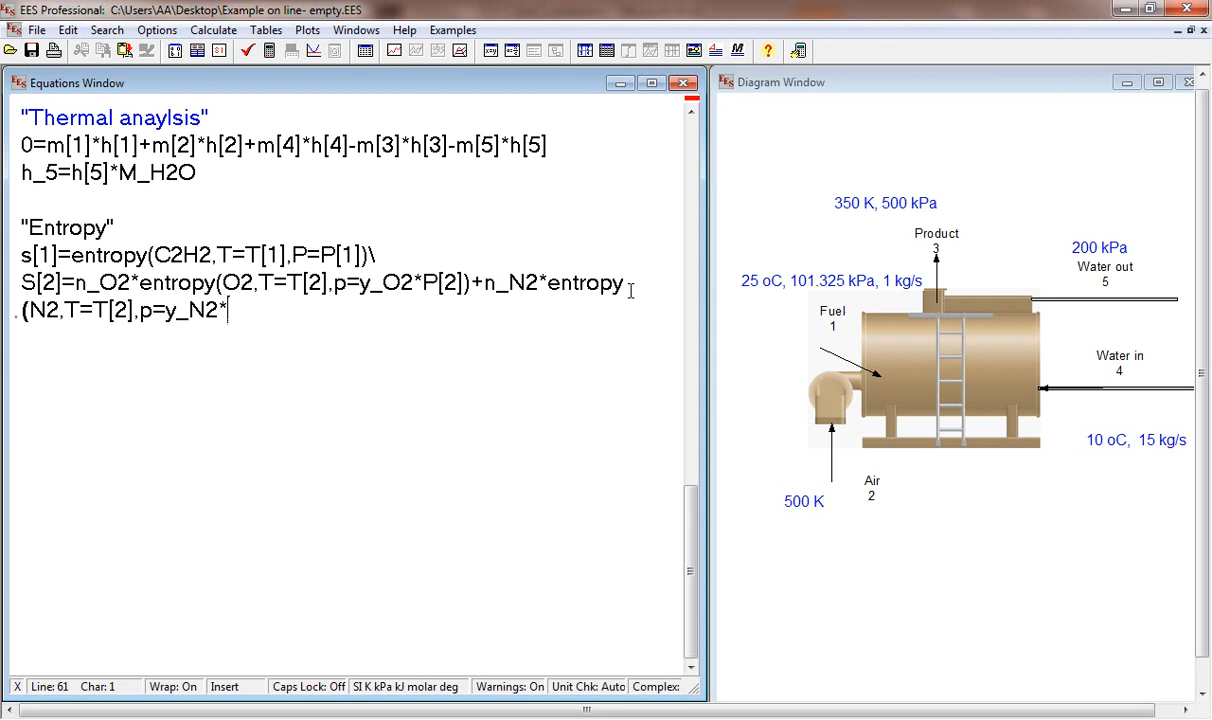 EES Professional: C:\Users\AA\Desktop\Example on line- empty.EES
File Edit Search Options Calculate Tables Plots Windows Help Examples
Equations Window
"Thermal anaylsis"
0=m[1]*h[1]+m[2]*h[2]+m[4]*h[4]-m[3]*h[3]-m[5]*h[5]
h_5=h[5]*M_H2O
"Entropy"
s[1]=entropy(C2H2,T=T[1],P=P[1])\
S[2]=n_O2*entropy(O2,T=T[2],p=y_O2*P[2])+n_N2*entropy
(N2,T=T[2],p=y_N2*
X Line: 61 Char: 1 Wrap: On Insert Caps Lock: Off SI K kPa kJ molar deg Warnings: On Unit Chk: Auto Complex:
Diagram Window
350 K, 500 kPa
Product
3
200 kPa
Water out
5
25 oC, 101.325 kPa, 1 kg/s
Fuel
1
Water in
4
10 oC, 15 kg/s
Air
2
500 K